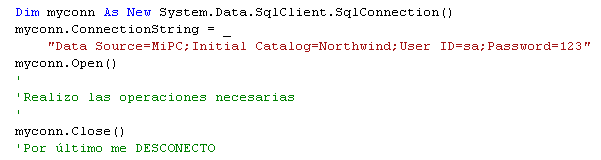 Dim myconn As New System.Data.SqlClient.SqlConnection()
myconn.ConnectionString = _
    "Data Source=MiPC;Initial Catalog=Northwind;User ID=sa;Password=123"
myconn.Open()
'
'Realizo las operaciones necesarias
'
myconn.Close()
'Por último me DESCONECTO